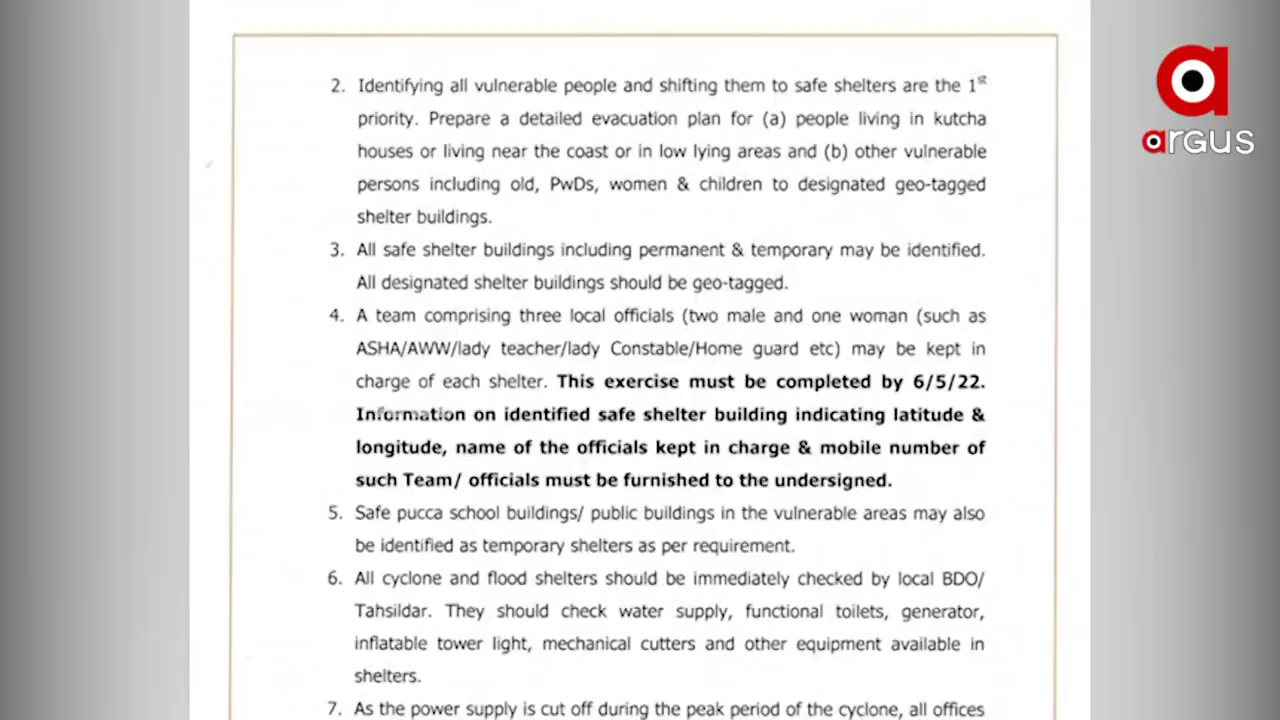 2. Identifying all vulnerable people and shifting them to safe shelters are the 1st
priority. Prepare a detailed evacuation plan for (a) people living in kutcha
houses or living near the coast or in low lying areas and (b) other vulnerable
persons including old, PwDs, women & children to designated geo-tagged
shelter buildings.
3. All safe shelter buildings including permanent & temporary may be identified.
All designated shelter buildings should be geo-tagged.
4. A team comprising three local officials (two male and one woman (such as
ASHA/AWW/lady teacher/lady Constable/Home guard etc) may be kept in
charge of each shelter. This exercise must be completed by 6/5/22.
Information on identified safe shelter building indicating latitude &
longitude, name of the officials kept in charge & mobile number of
such Team/ officials must be furnished to the undersigned.
5. Safe pucca school buildings/ public buildings in the vulnerable areas may also
be identified as temporary shelters as per requirement.
6. All cyclone and flood shelters should be immediately checked by local BDO/
Tahsildar. They should check water supply, functional toilets, generator,
inflatable tower light, mechanical cutters and other equipment available in
shelters.
7. As the power supply is cut off during the peak period of the cyclone, all offices
a
argus